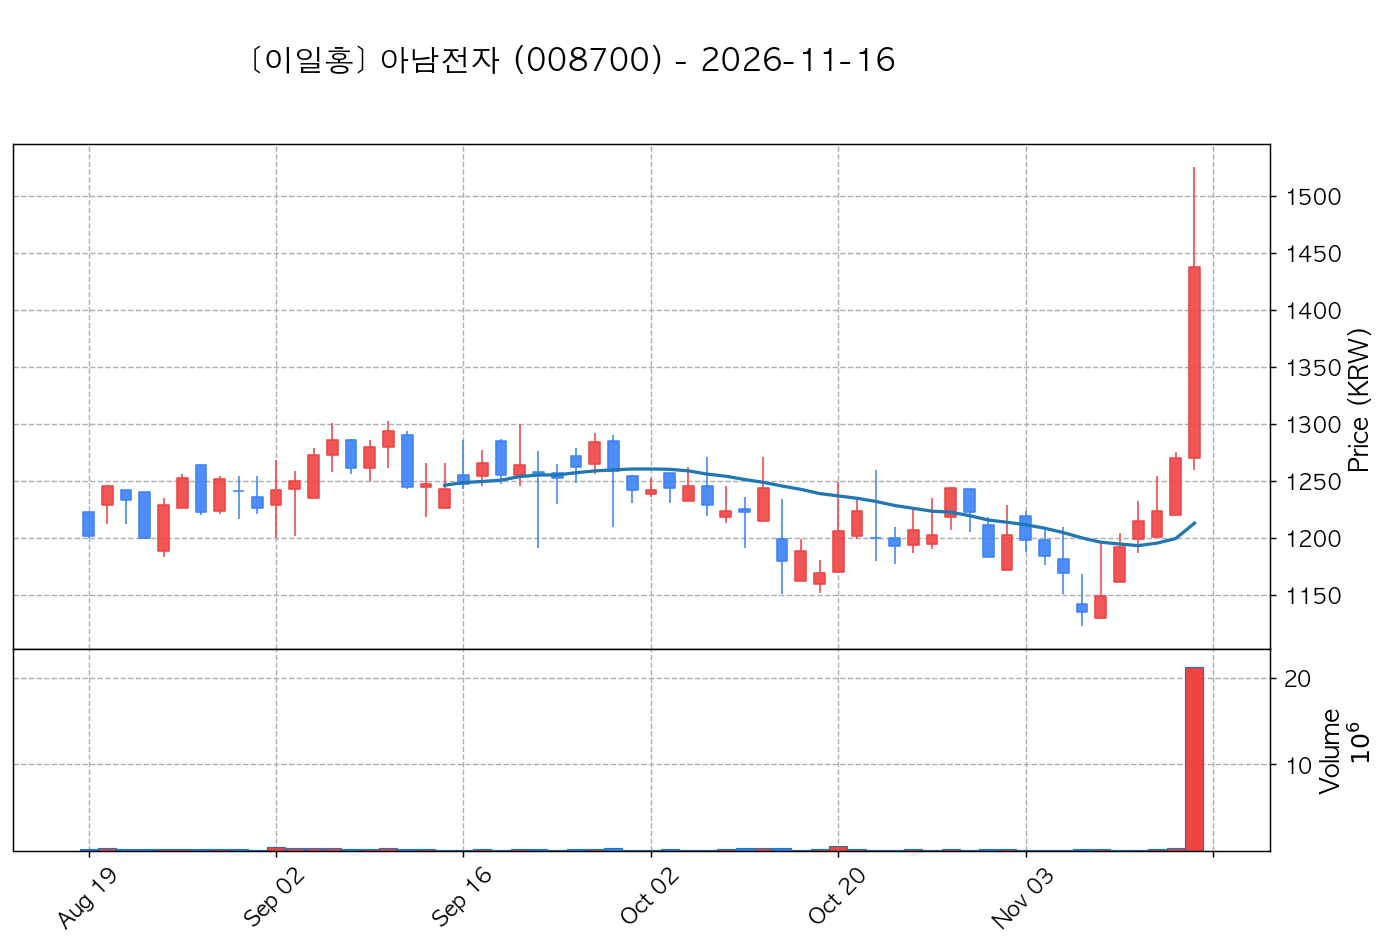 [이일홍] 아남전자 (008700) - 2026-11-16
1500
1450
1400
1350
1300
1250
1200
1150
Price (KRW)
20
10
Volume
10⁶
Aug 19
Sep 02
Sep 16
Oct 02
Oct 20
Nov 03